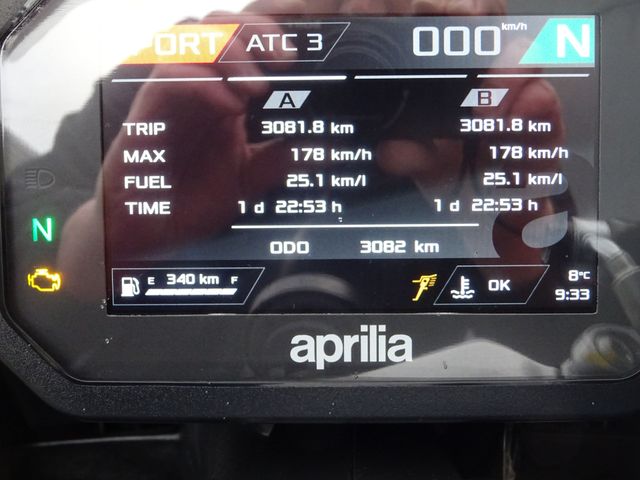 PORT ATC 3 000 km/h N
A B
TRIP 3081.8 km 3081.8 km
MAX 178 km/h 178 km/h
FUEL 25.1 km/l 25.1 km/l
TIME 1 d 22:53 h 1 d 22:53 h
ODO 3082 km
N
E 340 km F OK 8°C
9:33
aprilia